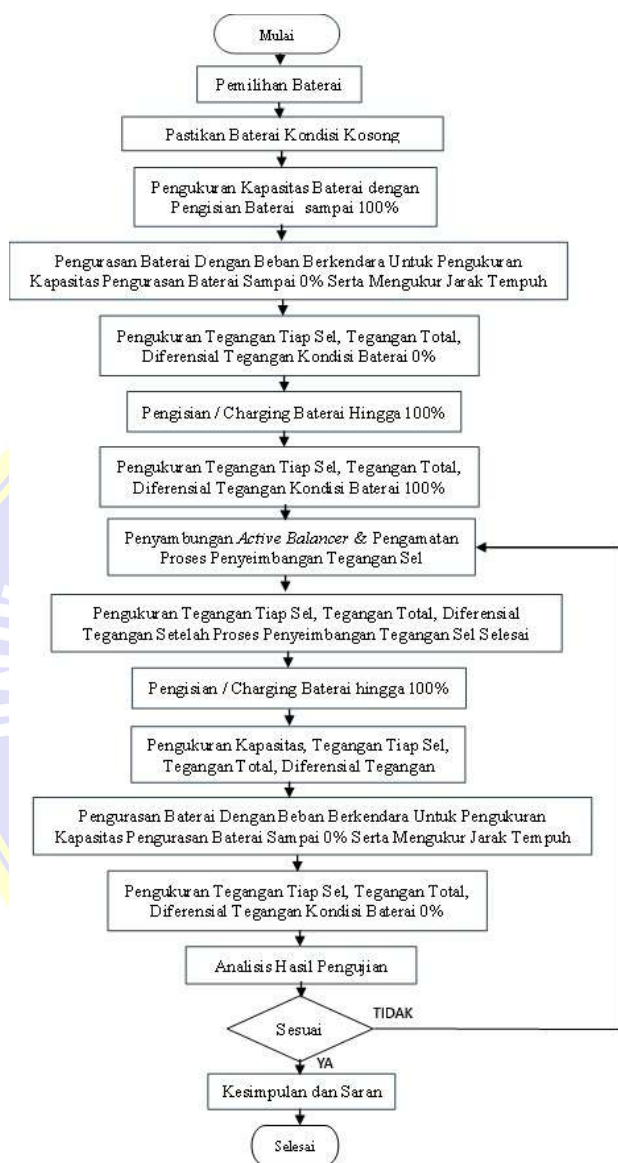 Mulai
Pemilihan Baterai
Pastikan Baterai Kondisi Kosong
Pengukuran Kapasitas Baterai dengan
Pengisian Baterai sampai 100%
Pengurasan Baterai Dengan Beban Berkendara Untuk Pengukuran
Kapasitas Pengurasan Baterai Sampai 0% Serta Mengukur Jarak Tempuh
Pengukuran Tegangan Tiap Sel, Tegangan Total,
Diferensial Tegangan Kondisi Baterai 0%
Pengisian / Charging Baterai Hingga 100%
Pengukuran Tegangan Tiap Sel, Tegangan Total,
Diferensial Tegangan Kondisi Baterai 100%
Penyambungan Active Balancer & Pengamatan
Proses Penyeimbangan Tegangan Sel
Pengukuran Tegangan Tiap Sel, Tegangan Total, Diferensial
Tegangan Setelah Proses Penyeimbangan Tegangan Sel Selesai
Pengisian / Charging Baterai hingga 100%
Pengukuran Kapasitas, Tegangan Tiap Sel,
Tegangan Total, Diferensial Tegangan
Pengurasan Baterai Dengan Beban Berkendara Untuk Pengukuran
Kapasitas Pengurasan Baterai Sampai 0% Serta Mengukur Jarak Tempuh
Pengukuran Tegangan Tiap Sel, Tegangan Total,
Diferensial Tegangan Kondisi Baterai 0%
Analisis Hasil Pengujian
Sesuai
TIDAK
YA
Kesimpulan dan Saran
Selesai